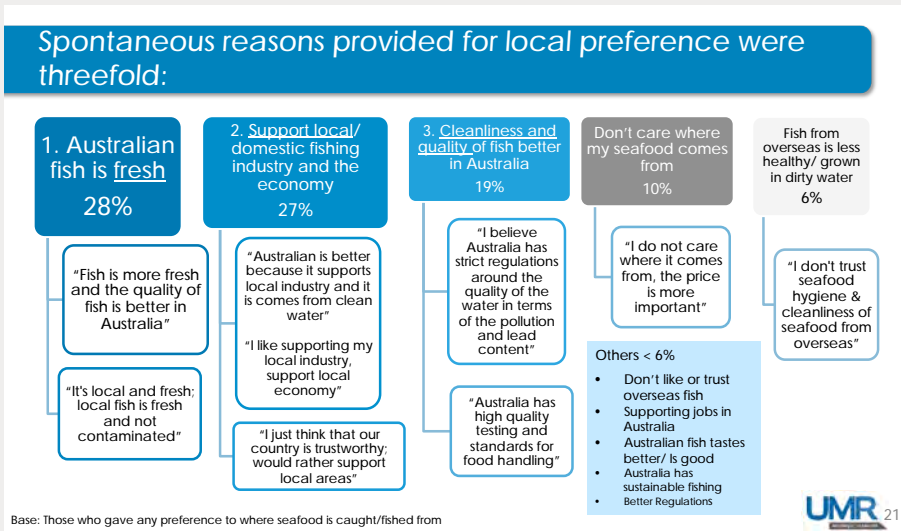 Spontaneous reasons provided for local preference were
threefold:
1. Australian
fish is fresh
28%
“Fish is more fresh
and the quality of
fish is better in
Australia”
“It's local and fresh;
local fish is fresh
and not
contaminated”
2. Support local/
domestic fishing
industry and the
economy
27%
“Australian is better
because it supports
local industry and it
is comes from clean
water”
“I like supporting my
local industry,
support local
economy”
“I just think that our
country is trustworthy;
would rather support
local areas”
3. Cleanliness and
quality of fish better
in Australia
19%
“I believe
Australia has
strict regulations
around the
quality of the
water in terms
of the pollution
and lead
content”
“Australia has
high quality
testing and
standards for
food handling”
Don’t care where
my seafood comes
from
10%
“I do not care
where it comes
from, the price
is more
important”
Fish from
overseas is less
healthy/ grown
in dirty water
6%
“I don't trust
seafood
hygiene &
cleanliness of
seafood from
overseas”
Others < 6%
• Don’t like or trust
overseas fish
• Supporting jobs in
Australia
• Australian fish tastes
better/ Is good
• Australia has
sustainable fishing
• Better Regulations
Base: Those who gave any preference to where seafood is caught/fished from
UMR
21